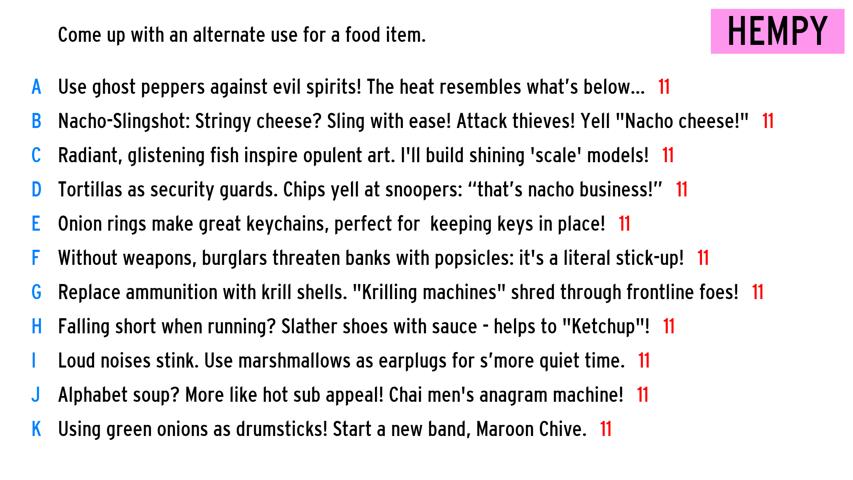 Come up with an alternate use for a food item.
HEMPY
A Use ghost peppers against evil spirits! The heat resembles what's below... 11
B Nacho-Slingshot: Stringy cheese? Sling with ease! Attack thieves! Yell "Nacho cheese!" 11
C Radiant, glistening fish inspire opulent art. I'll build shining 'scale' models! 11
D Tortillas as security guards. Chips yell at snoopers: “that’s nacho business!” 11
E Onion rings make great keychains, perfect for  keeping keys in place! 11
F Without weapons, burglars threaten banks with popsicles: it's a literal stick-up! 11
G Replace ammunition with krill shells. "Krilling machines" shred through frontline foes! 11
H Falling short when running? Slather shoes with sauce - helps to "Ketchup"! 11
I Loud noises stink. Use marshmallows as earplugs for s’more quiet time. 11
J Alphabet soup? More like hot sub appeal! Chai men's anagram machine! 11
K Using green onions as drumsticks! Start a new band, Maroon Chive. 11